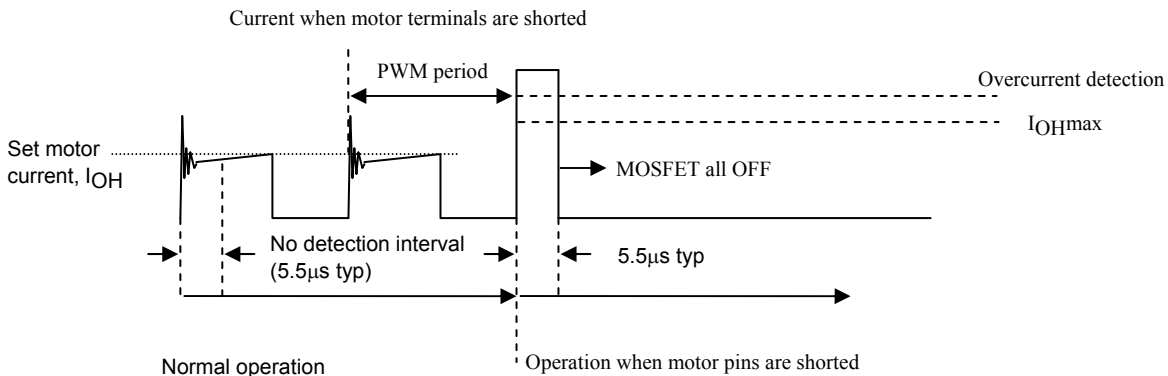 Current when motor terminals are shorted
PWM period
Overcurrent detection
IOHmax
Set motor
current, IOH
MOSFET all OFF
No detection interval
(5.5μs typ)
5.5μs typ
Normal operation
Operation when motor pins are shorted